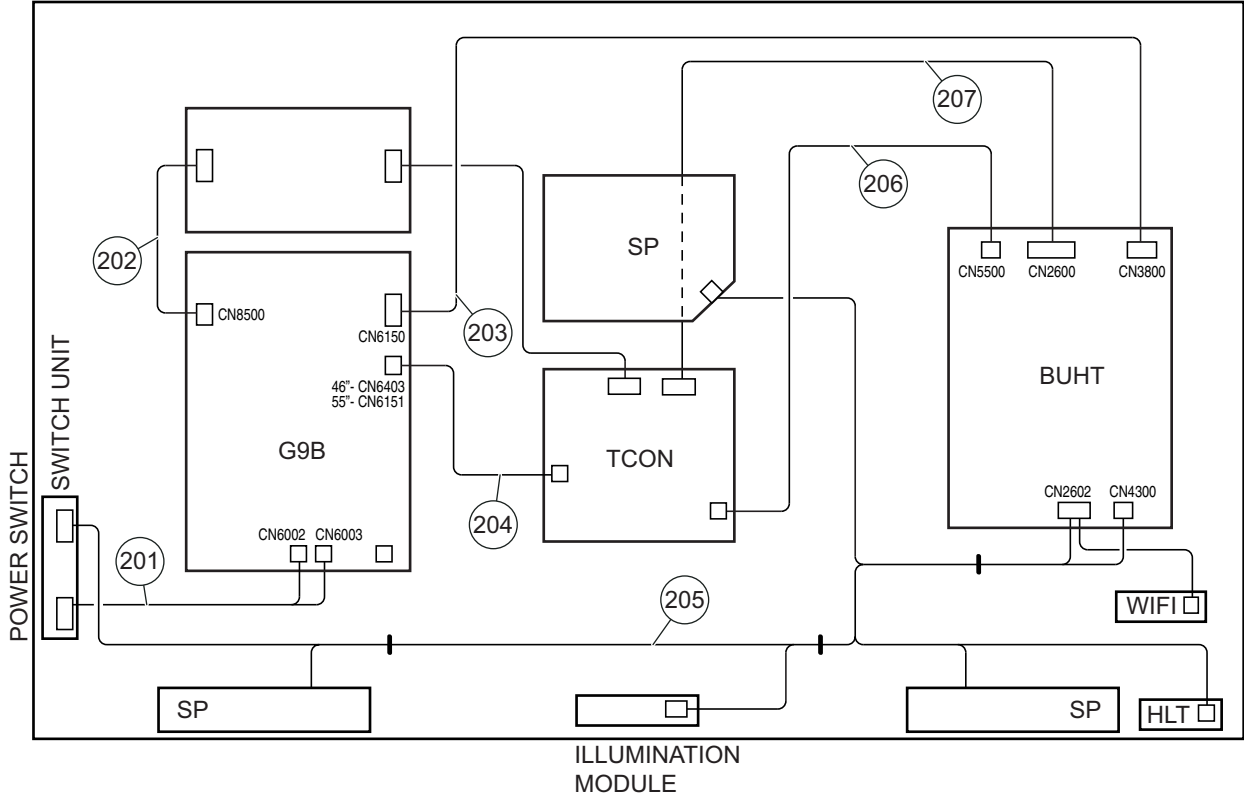 207
206
SP
202
CN5500
CN2600
CN3800
CN8500
203
CN6150
46"- CN6403
55"- CN6151
BUHT
SWITCH UNIT
G9B
TCON
POWER SWITCH
204
CN2602
CN4300
CN6002
CN6003
201
205
WIFI
SP
SP
HLT
ILLUMINATION
MODULE